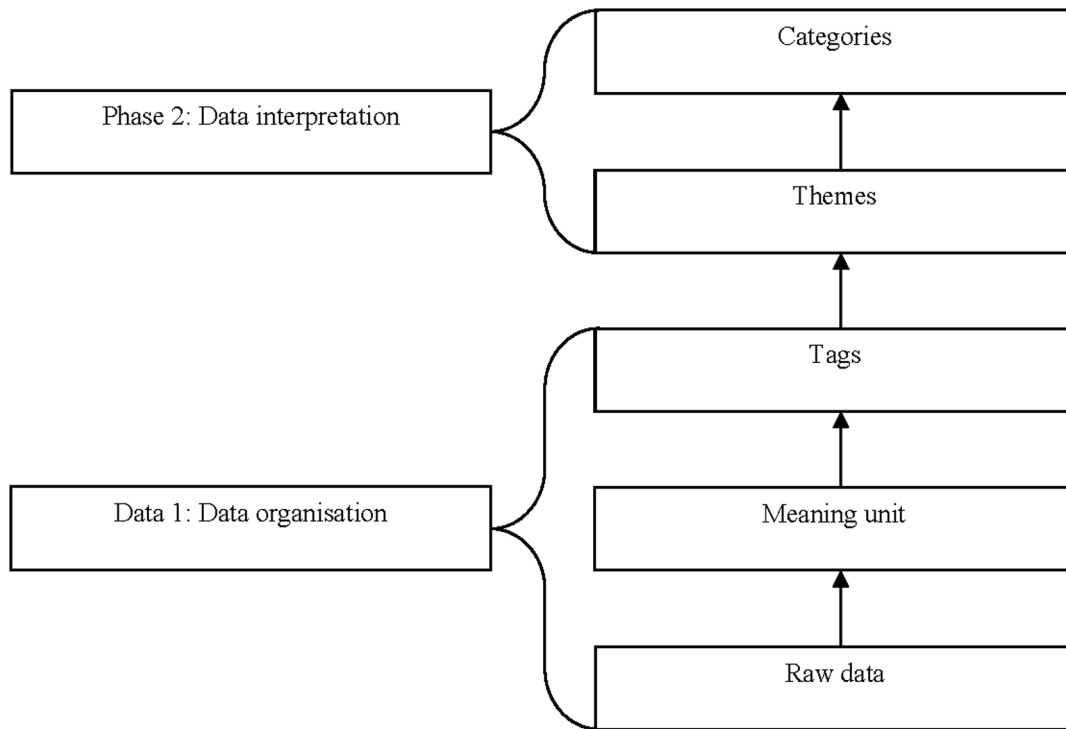 Categories
Phase 2: Data interpretation
Themes
Tags
Data 1: Data organisation
Meaning unit
Raw data